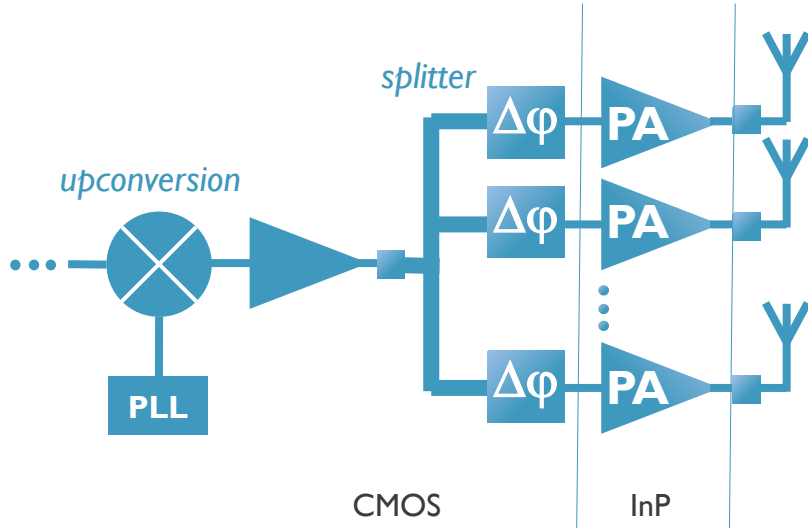 splitter
Δφ
PA
upconversion
Δφ
PA
PLL
Δφ
PA
CMOS
InP